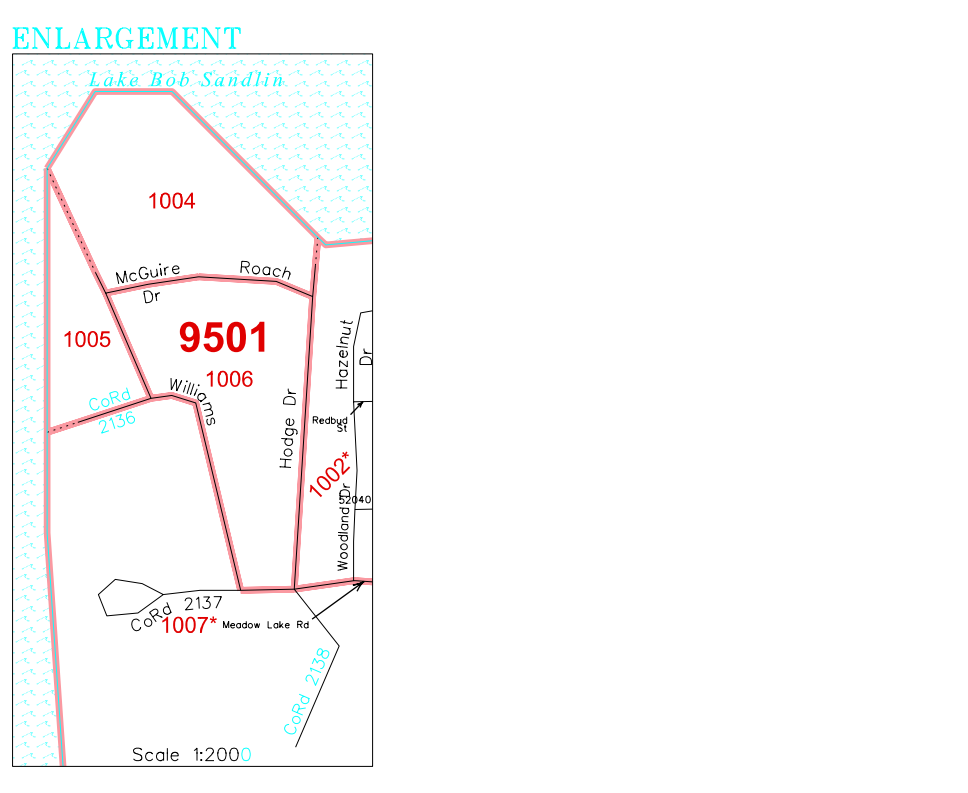 ENLARGEMENT
Lake Bob Sandlin
1004
McGuire
Roach
Dr
1005
9501
1006
Hazelnut
Dr
CoRd
2136
Williams
Redbud
St
Hodge Dr
1002*
52040
Woodland Dr
CoRd 2137
1007*
Meadow Lake Rd
CoRd 2138
Scale 1:2000